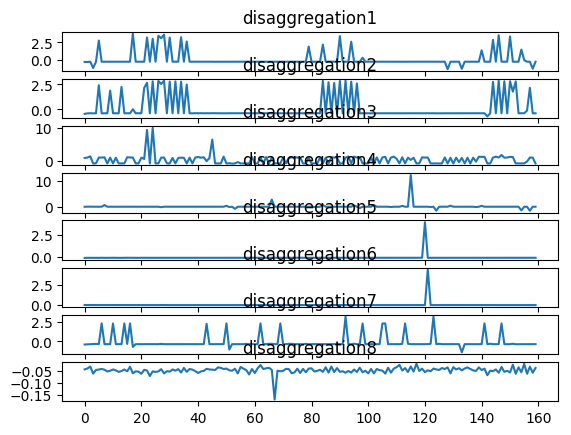 disaggregation1
2.5
0.0
disaggregation2
2.5
0.0
disaggregation3
10
0
disaggregation4
10
0
disaggregation5
2.5
0.0
disaggregation6
2.5
0.0
disaggregation7
2.5
0.0
disaggregation8
−0.05
−0.10
−0.15
0 20 40 60 80 100 120 140 160